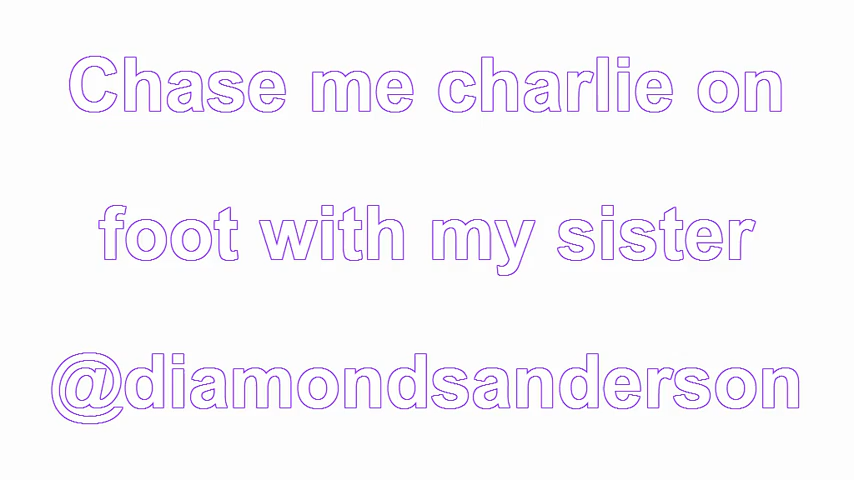 Chase me charlie on
foot with my sister
@diamondsanderson